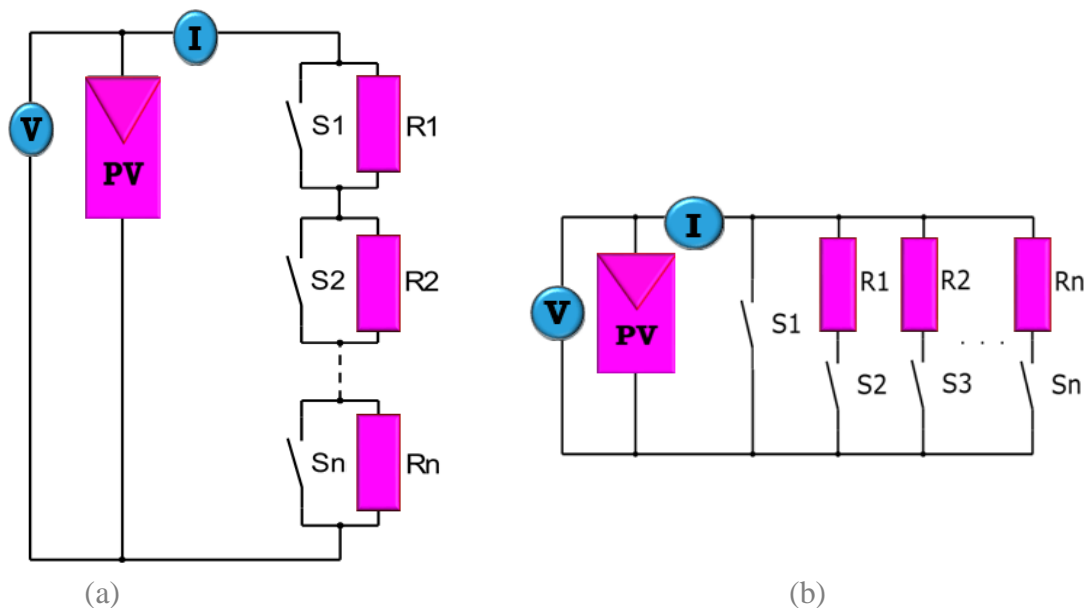 I
V
PV
S1
R1
S2
R2
Sn
Rn
(a)
I
V
PV
S1
R1
R2
Rn
. . .
S2
S3
Sn
(b)